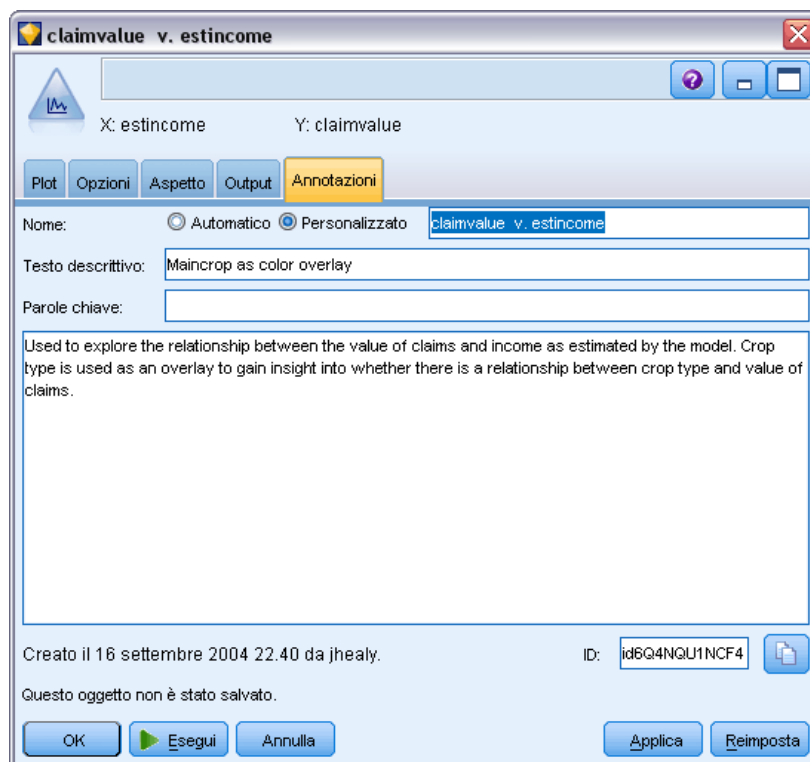 claimvalue v. estincome
X: estincome Y: claimvalue
Plot Opzioni Aspetto Output Annotazioni
Nome: Automatico Personalizzato claimvalue v. estincome
Testo descrittivo: Maincrop as color overlay
Parole chiave:
Used to explore the relationship between the value of claims and income as estimated by the model. Crop
type is used as an overlay to gain insight into whether there is a relationship between crop type and value of
claims.
Creato il 16 settembre 2004 22.40 da jhealy. ID: id6Q4NQU1NCF4
Questo oggetto non è stato salvato.
OK Esegui Annulla Applica Reimposta